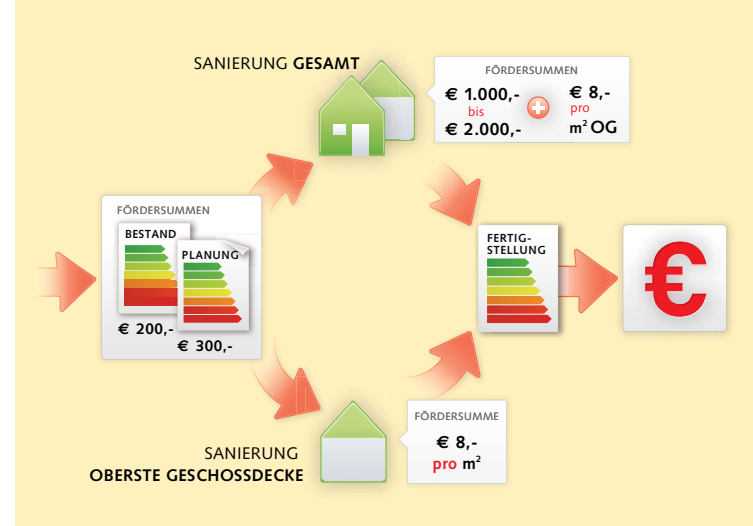 SANIERUNG GESAMT
FÖRDERSUMMEN
€ 1.000,-
bis
€ 2.000,-
€ 8,-
pro
m² OG
FÖRDERSUMMEN
BESTAND
PLANUNG
€ 200,-
€ 300,-
FERTIG-
STELLUNG
€
SANIERUNG
OBERSTE GESCHOSSDECKE
FÖRDERSUMME
€ 8,-
pro m²